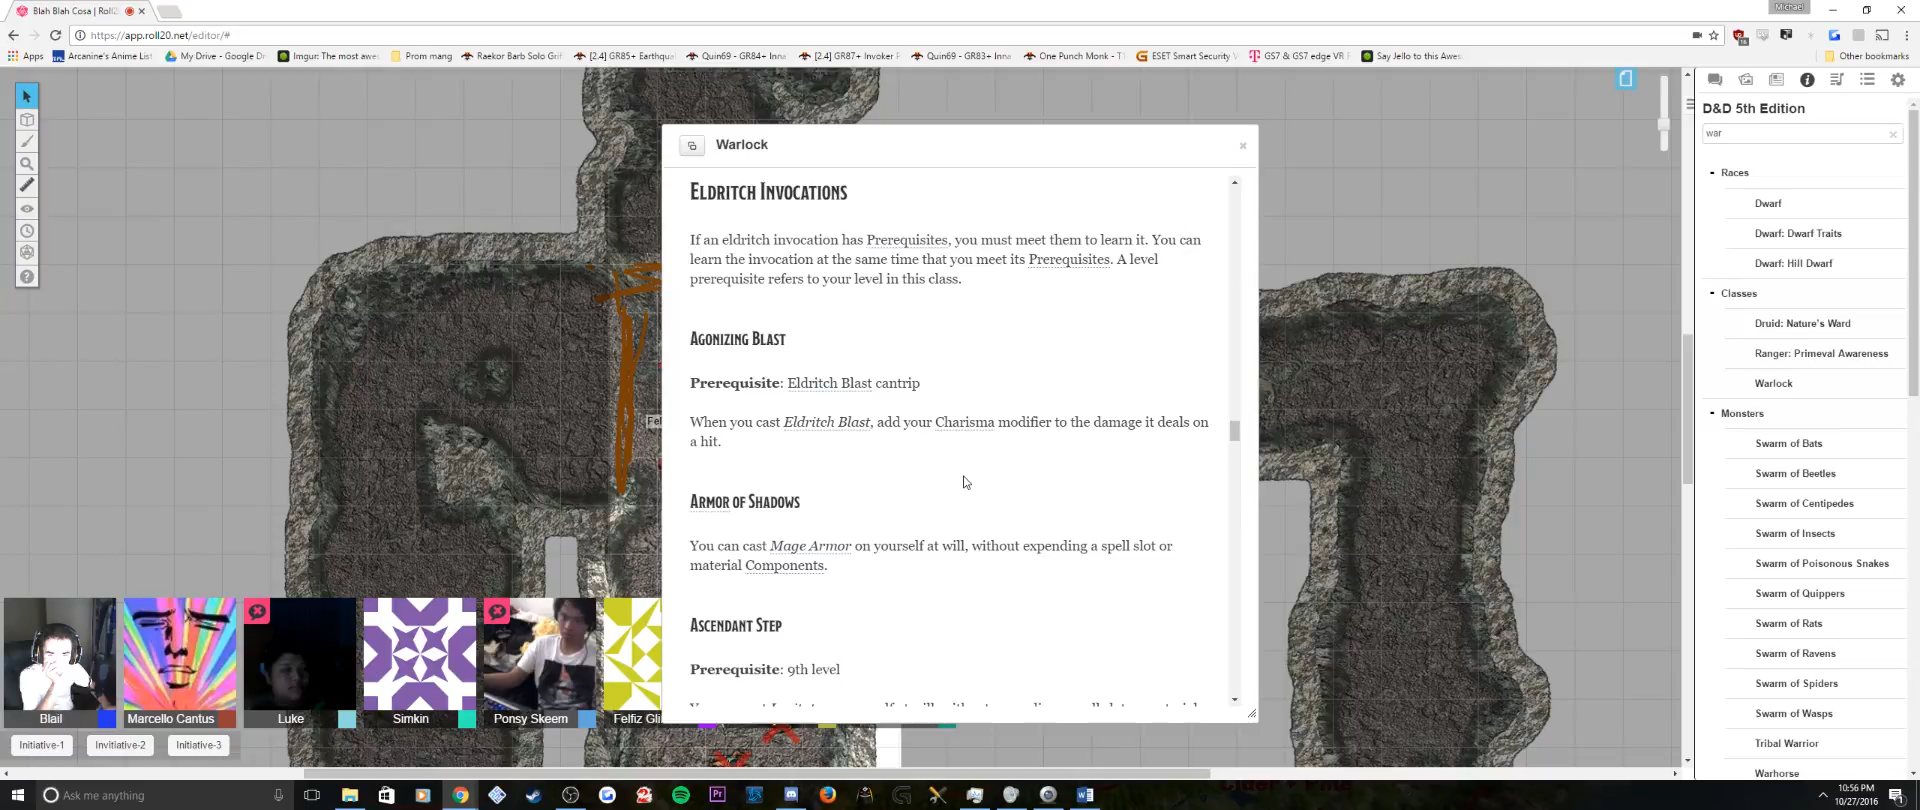 Blah Blah Cosa | Roll2
Michael
https://app.roll20.net/editor/#
Apps
Arcanine's Anime List
My Drive - Google Dr
Imgur: The most awe
Prom mang
Raekor Barb Solo Grif
[2.4] GR85+ Earthqua
Quin69 - GR84+ Inna
[2.4] GR87+ Invoker P
Quin69 - GR83+ Inna
One Punch Monk - T1
ESET Smart Security V
GS7 & GS7 edge VR F
Say Jello to this Awes
Other bookmarks
Warlock
Eldritch Invocations
If an eldritch invocation has Prerequisites, you must meet them to learn it. You can
learn the invocation at the same time that you meet its Prerequisites. A level
prerequisite refers to your level in this class.
Agonizing Blast
Prerequisite: Eldritch Blast cantrip
When you cast Eldritch Blast, add your Charisma modifier to the damage it deals on
a hit.
Armor of Shadows
You can cast Mage Armor on yourself at will, without expending a spell slot or
material Components.
Ascendant Step
Prerequisite: 9th level
D&D 5th Edition
war
Races
Dwarf
Dwarf: Dwarf Traits
Dwarf: Hill Dwarf
Classes
Druid: Nature's Ward
Ranger: Primeval Awareness
Warlock
Monsters
Swarm of Bats
Swarm of Beetles
Swarm of Centipedes
Swarm of Insects
Swarm of Poisonous Snakes
Swarm of Quippers
Swarm of Rats
Swarm of Ravens
Swarm of Spiders
Swarm of Wasps
Tribal Warrior
Warhorse
Fel
Blail
Marcello Cantus
Luke
Simkin
Ponsy Skeem
Felfiz Gli
Initiative-1
Invitiative-2
Initiative-3
Cider + Pins
Ask me anything
10:56 PM
10/27/2016